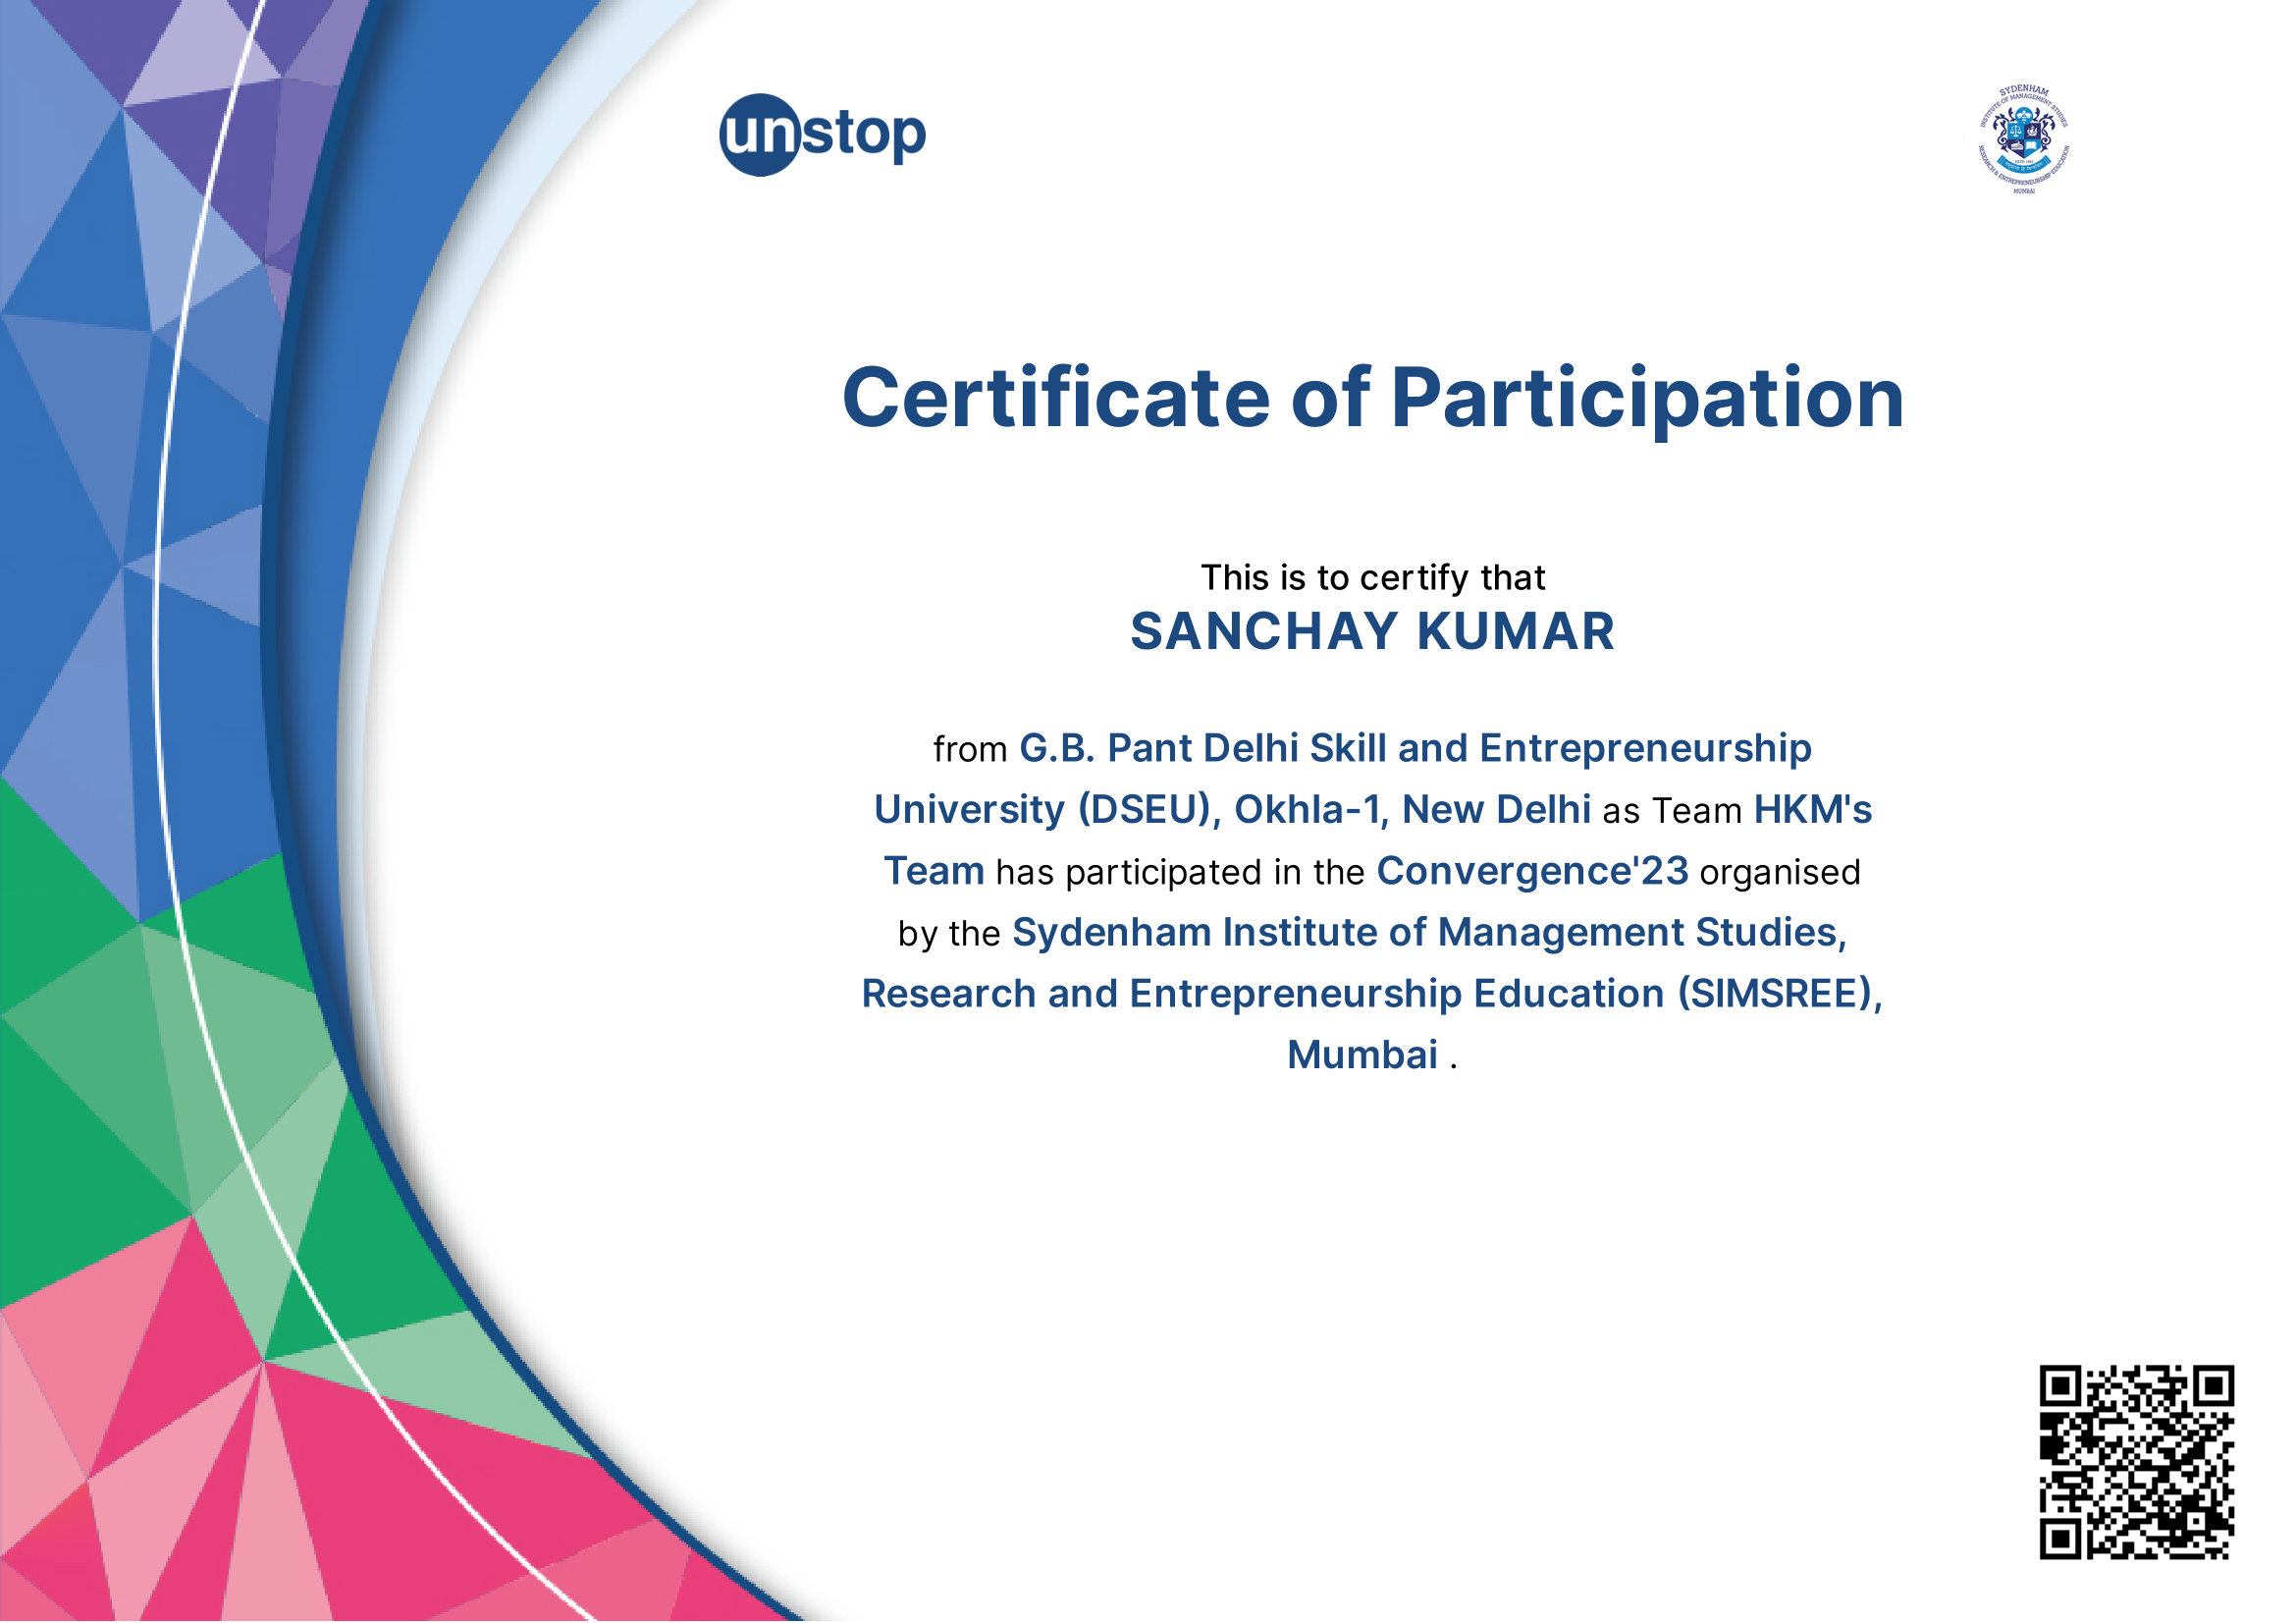 unstop
SYDENHAM
INSTITUTE OF MANAGEMENT STUDIES
RESEARCH & ENTREPRENEURSHIP EDUCATION
MUMBAI
Certificate of Participation
This is to certify that
SANCHAY KUMAR
from G.B. Pant Delhi Skill and Entrepreneurship
University (DSEU), Okhla-1, New Delhi as Team HKM's
Team has participated in the Convergence'23 organised
by the Sydenham Institute of Management Studies,
Research and Entrepreneurship Education (SIMSREE),
Mumbai .